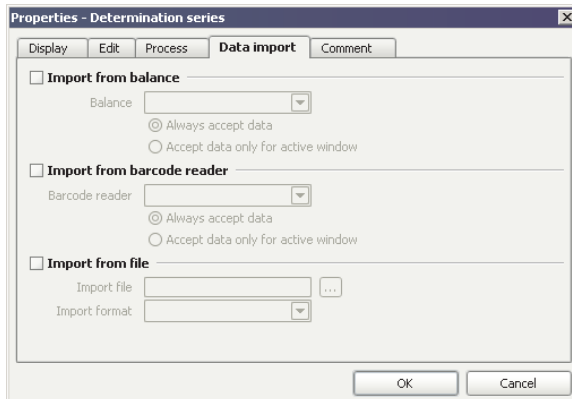 Properties - Determination series
Display Edit Process Data import Comment
Import from balance
Balance
Always accept data
Accept data only for active window
Import from barcode reader
Barcode reader
Always accept data
Accept data only for active window
Import from file
Import file ...
Import format
OK Cancel